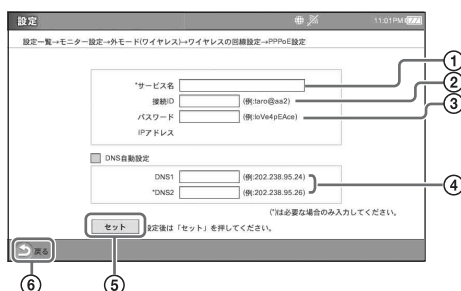 設定 11:01PM
設定一覧→モニター設定→外モード(ワイヤレス)→ワイヤレスの回線設定→PPPoE設定
*サービス名
接続ID (例:taro@aa2)
パスワード (例:loVe4pEAce)
IPアドレス
DNS自動設定
DNS1 (例:202.238.95.24)
*DNS2 (例:202.238.95.26)
(*)は必要な場合のみ入力してください。
セット 設定後は「セット」を押してください。
戻る
1
2
3
4
5
6